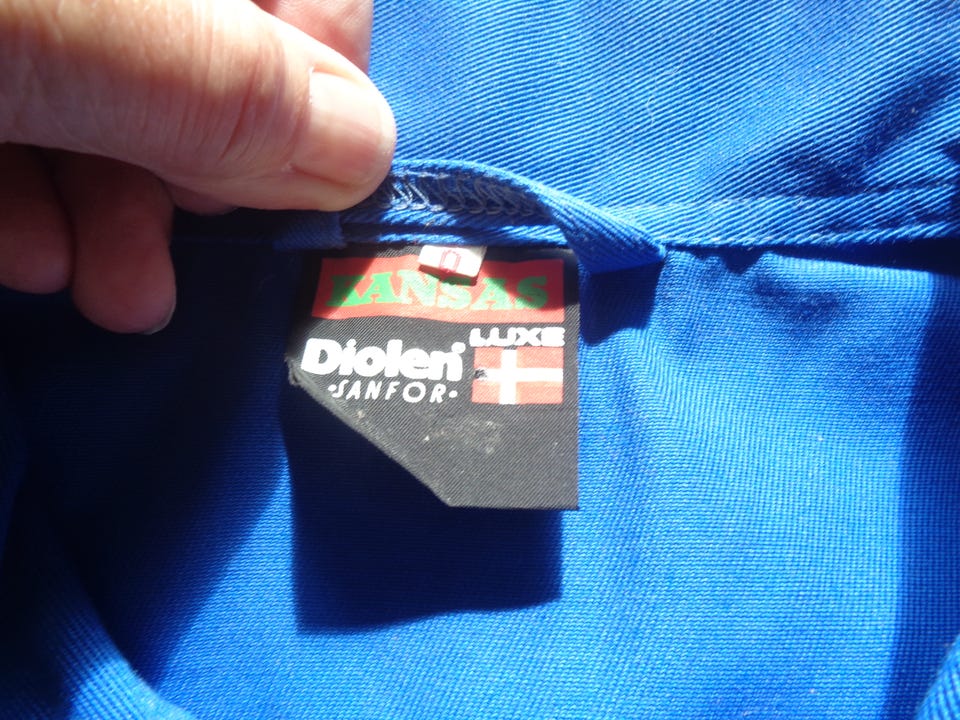 KANSAS
LUXE
Diolen®
•SANFOR•